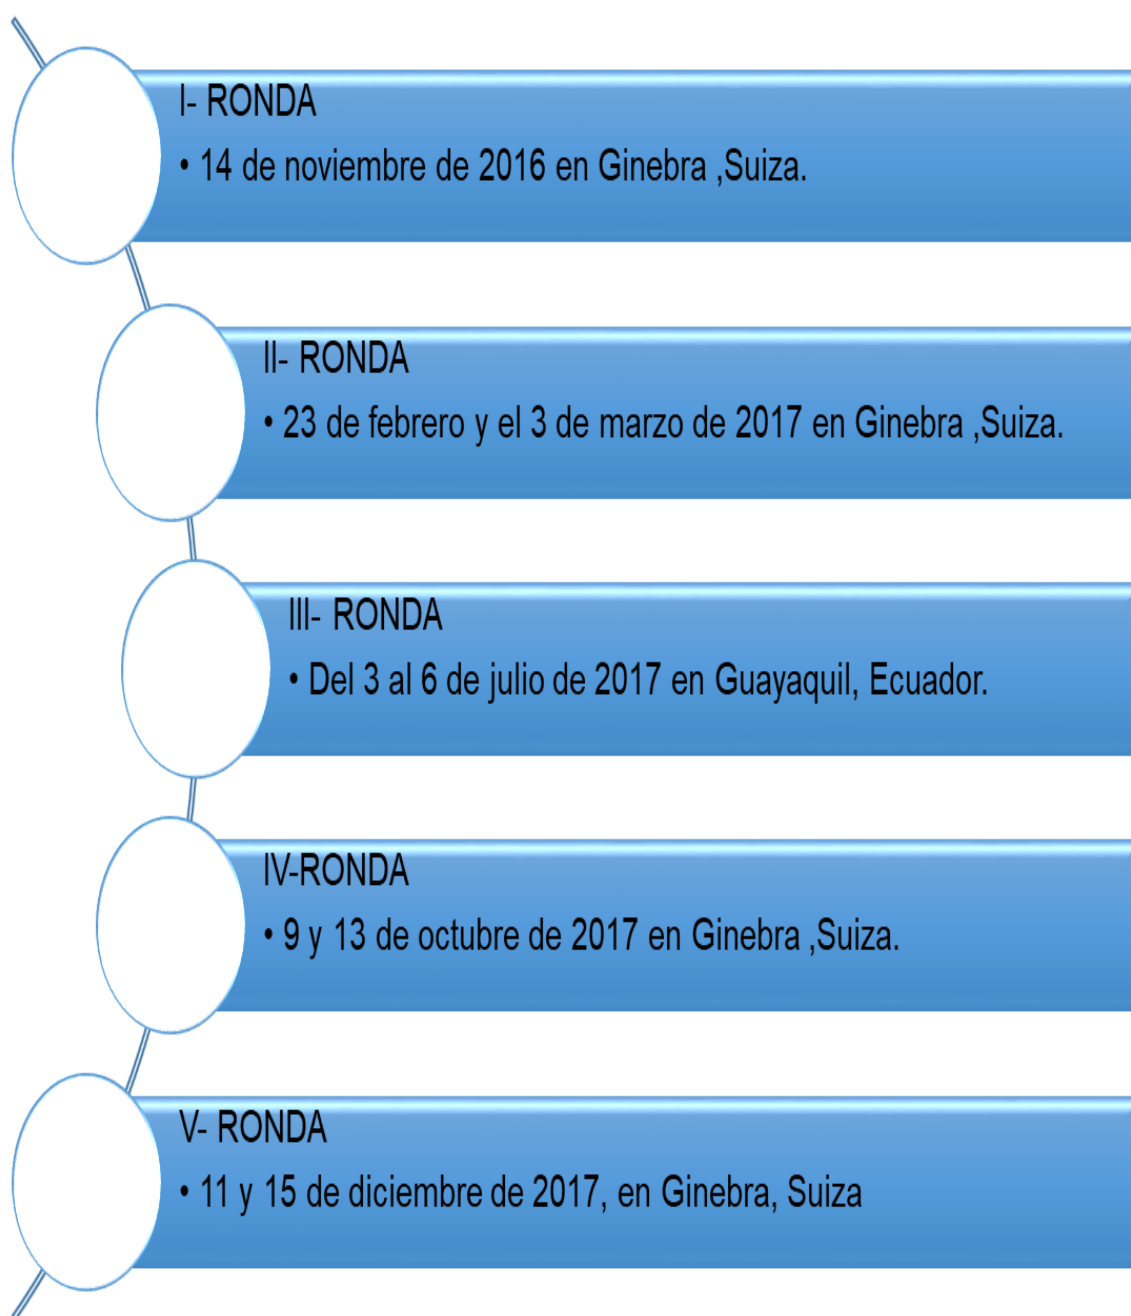 I- RONDA
• 14 de noviembre de 2016 en Ginebra ,Suiza.
II- RONDA
• 23 de febrero y el 3 de marzo de 2017 en Ginebra ,Suiza.
III- RONDA
• Del 3 al 6 de julio de 2017 en Guayaquil, Ecuador.
IV-RONDA
• 9 y 13 de octubre de 2017 en Ginebra ,Suiza.
V- RONDA
• 11 y 15 de diciembre de 2017, en Ginebra, Suiza